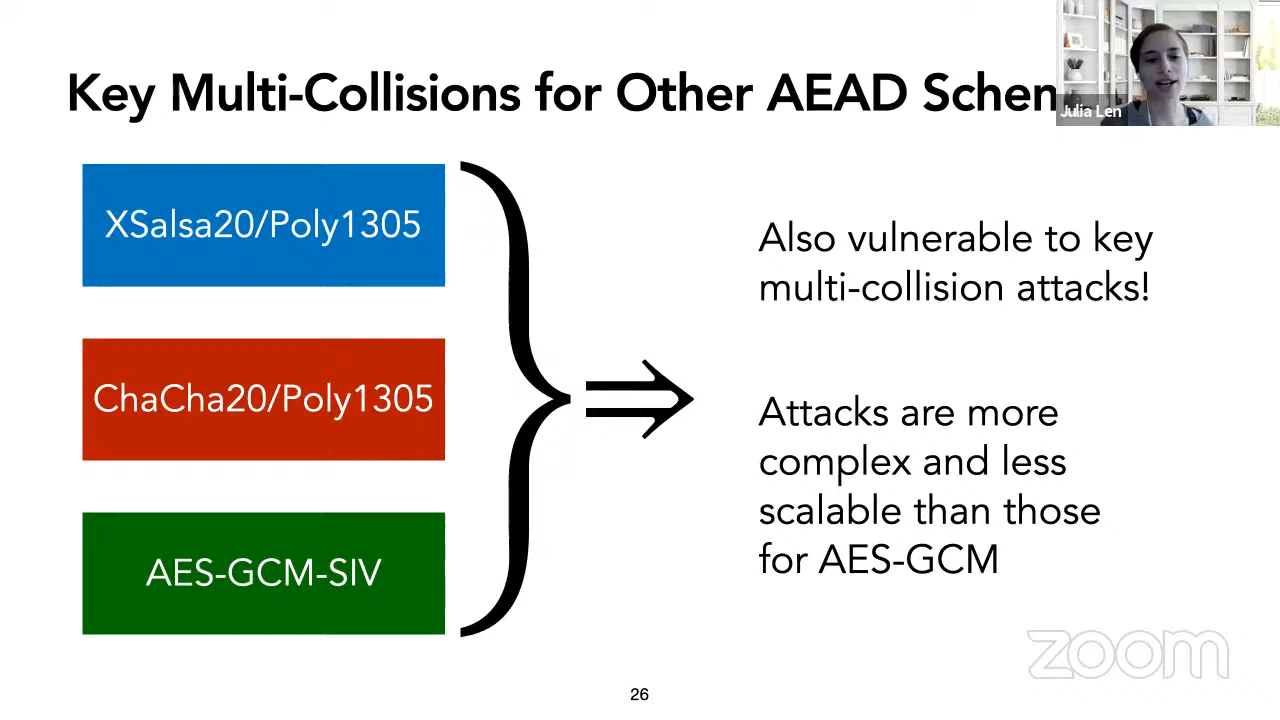 Key Multi-Collisions for Other AEAD Schem
Julia Len
XSalsa20/Poly1305
ChaCha20/Poly1305
AES-GCM-SIV
Also vulnerable to key
multi-collision attacks!
Attacks are more
complex and less
scalable than those
for AES-GCM
zoom
26